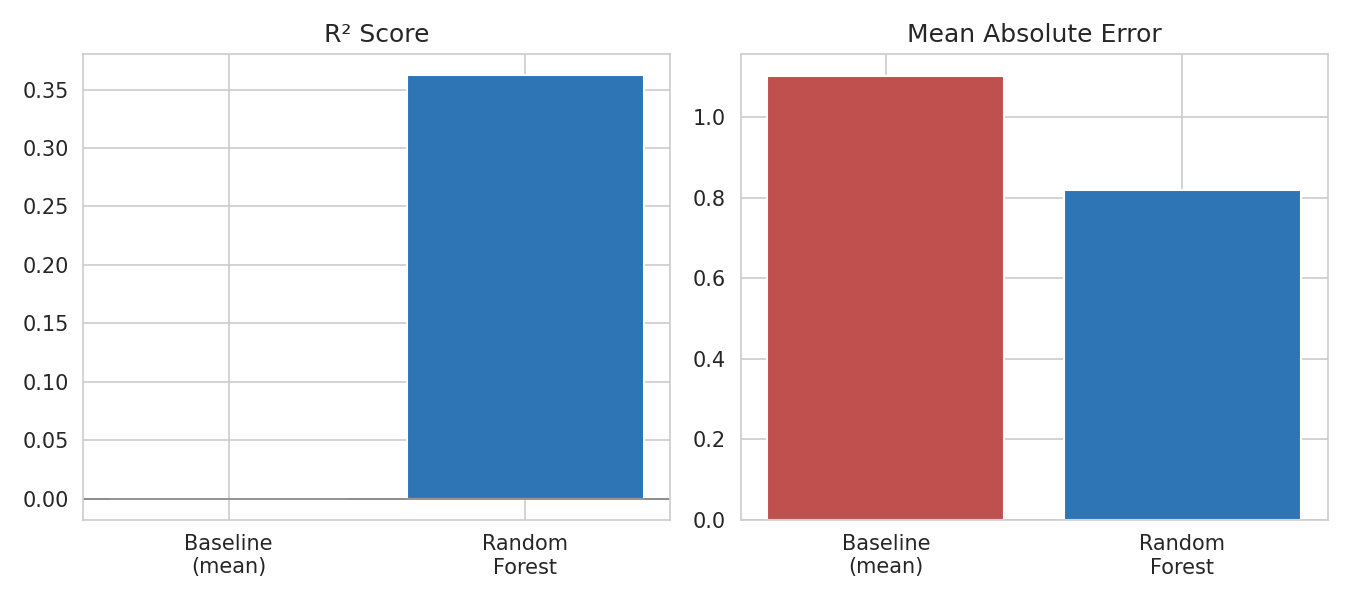 R² Score
0.35
0.30
0.25
0.20
0.15
0.10
0.05
0.00
Baseline
(mean)
Random
Forest
Mean Absolute Error
1.0
0.8
0.6
0.4
0.2
0.0
Baseline
(mean)
Random
Forest